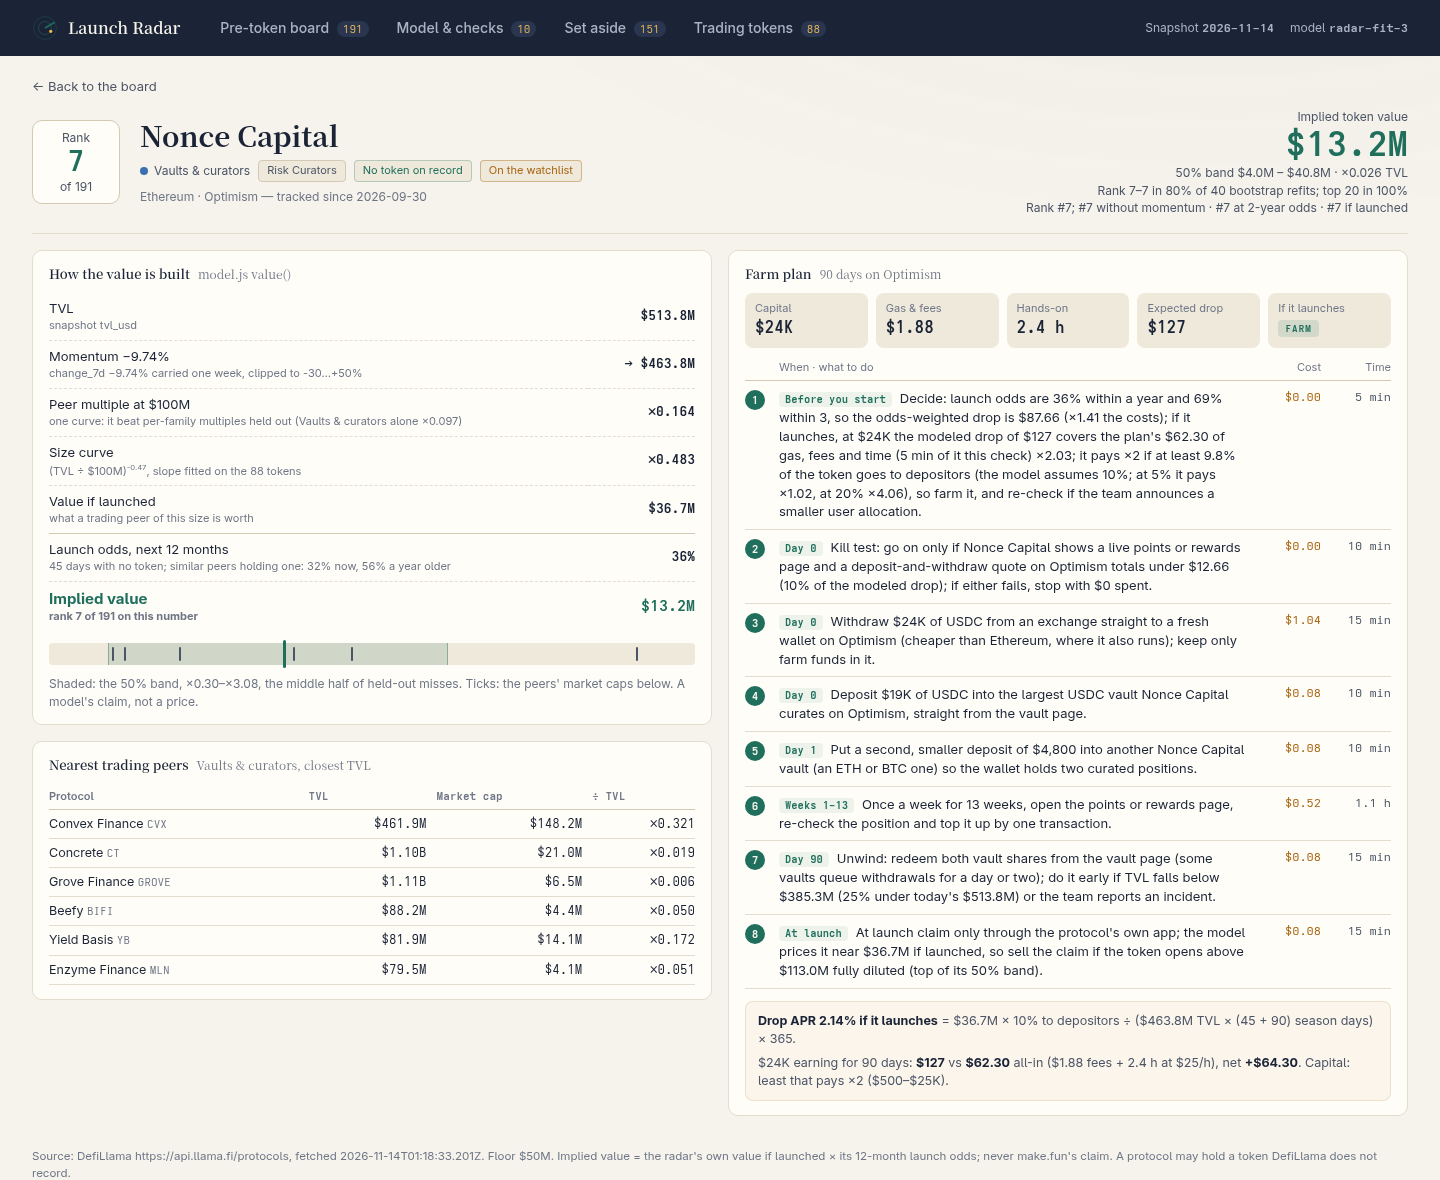 Launch Radar
Pre-token board 191
Model & checks 10
Set aside 151
Trading tokens 88
Snapshot 2026-11-14 model radar-fit-3
← Back to the board
Rank
7
of 191
Nonce Capital
Vaults & curators Risk Curators No token on record On the watchlist
Ethereum · Optimism — tracked since 2026-09-30
Implied token value
$13.2M
50% band $4.0M – $40.8M · ×0.026 TVL
Rank 7–7 in 80% of 40 bootstrap refits; top 20 in 100%
Rank #7; #7 without momentum · #7 at 2-year odds · #7 if launched
How the value is built model.js value()
TVL
snapshot tvl_usd
$513.8M
Momentum −9.74%
change_7d −9.74% carried one week, clipped to -30…+50%
→ $463.8M
Peer multiple at $100M
one curve: it beat per-family multiples held out (Vaults & curators alone ×0.097)
×0.164
Size curve
(TVL ÷ $100M)^−0.47, slope fitted on the 88 tokens
×0.483
Value if launched
what a trading peer of this size is worth
$36.7M
Launch odds, next 12 months
45 days with no token; similar peers holding one: 32% now, 56% a year older
36%
Implied value
rank 7 of 191 on this number
$13.2M
Shaded: the 50% band, ×0.30–×3.08, the middle half of held-out misses. Ticks: the peers' market caps below. A
model's claim, not a price.
Nearest trading peers Vaults & curators, closest TVL
Protocol TVL Market cap ÷ TVL
Convex Finance CVX $461.9M $148.2M ×0.321
Concrete CT $1.10B $21.0M ×0.019
Grove Finance GROVE $1.11B $6.5M ×0.006
Beefy BIFI $88.2M $4.4M ×0.050
Yield Basis YB $81.9M $14.1M ×0.172
Enzyme Finance MLN $79.5M $4.1M ×0.051
Farm plan 90 days on Optimism
Capital
$24K
Gas & fees
$1.88
Hands-on
2.4 h
Expected drop
$127
If it launches
FARM
When · what to do Cost Time
1 Before you start Decide: launch odds are 36% within a year and 69% $0.00 5 min
within 3, so the odds-weighted drop is $87.66 (×1.41 the costs); if it
launches, at $24K the modeled drop of $127 covers the plan's $62.30 of
gas, fees and time (5 min of it this check) ×2.03; it pays ×2 if at least 9.8%
of the token goes to depositors (the model assumes 10%; at 5% it pays
×1.02, at 20% ×4.06), so farm it, and re-check if the team announces a
smaller user allocation.
2 Day 0 Kill test: go on only if Nonce Capital shows a live points or rewards $0.00 10 min
page and a deposit-and-withdraw quote on Optimism totals under $12.66
(10% of the modeled drop); if either fails, stop with $0 spent.
3 Day 0 Withdraw $24K of USDC from an exchange straight to a fresh $1.04 15 min
wallet on Optimism (cheaper than Ethereum, where it also runs); keep only
farm funds in it.
4 Day 0 Deposit $19K of USDC into the largest USDC vault Nonce Capital $0.08 10 min
curates on Optimism, straight from the vault page.
5 Day 1 Put a second, smaller deposit of $4,800 into another Nonce Capital $0.08 10 min
vault (an ETH or BTC one) so the wallet holds two curated positions.
6 Weeks 1–13 Once a week for 13 weeks, open the points or rewards page, $0.52 1.1 h
re-check the position and top it up by one transaction.
7 Day 90 Unwind: redeem both vault shares from the vault page (some $0.08 15 min
vaults queue withdrawals for a day or two); do it early if TVL falls below
$385.3M (25% under today's $513.8M) or the team reports an incident.
8 At launch At launch claim only through the protocol's own app; the model $0.08 15 min
prices it near $36.7M if launched, so sell the claim if the token opens above
$113.0M fully diluted (top of its 50% band).
Drop APR 2.14% if it launches = $36.7M × 10% to depositors ÷ ($463.8M TVL × (45 + 90) season days)
× 365.
$24K earning for 90 days: $127 vs $62.30 all-in ($1.88 fees + 2.4 h at $25/h), net +$64.30. Capital:
least that pays ×2 ($500–$25K).
Source: DefiLlama https://api.llama.fi/protocols, fetched 2026-11-14T01:18:33.201Z. Floor $50M. Implied value = the radar's own value if launched × its 12-month launch odds; never make.fun's claim. A protocol may hold a token DefiLlama does not
record.